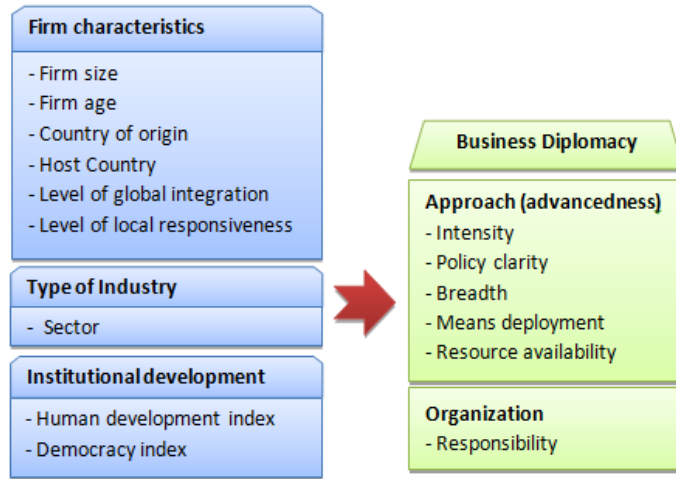 Firm characteristics
- Firm size
- Firm age
- Country of origin
- Host Country
- Level of global integration
- Level of local responsiveness
Type of Industry
- Sector
Institutional development
- Human development index
- Democracy index
Business Diplomacy
Approach (advancedness)
- Intensity
- Policy clarity
- Breadth
- Means deployment
- Resource availability
Organization
- Responsibility